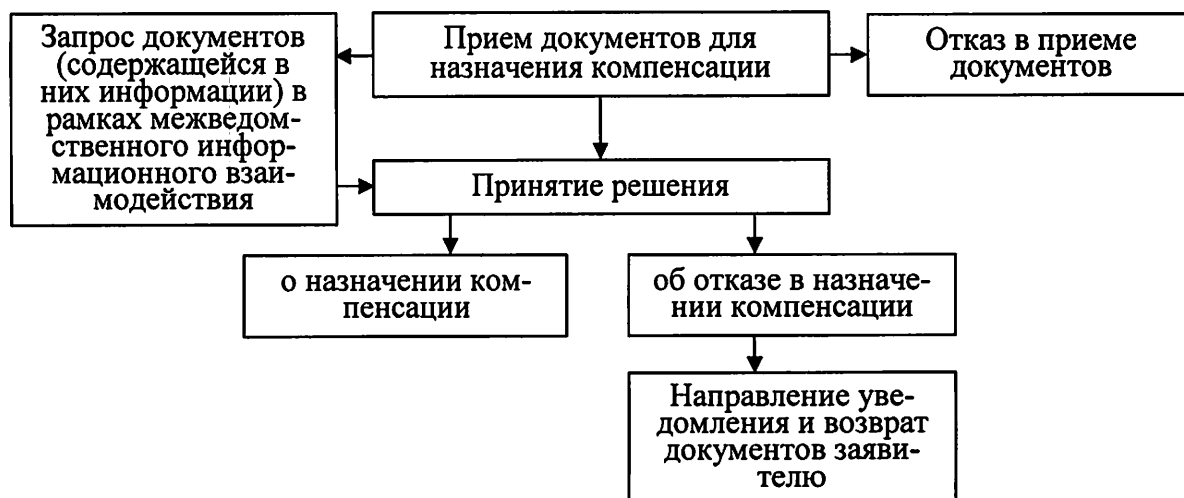 Запрос документов
(содержащейся в
них информации) в
рамках межведом-
ственного инфор-
мационного взаи-
модействия
Прием документов для
назначения компенсации
Отказ в приеме
документов
Принятие решения
о назначении ком-
пенсации
об отказе в назначе-
нии компенсации
Направление уве-
домления и возврат
документов заяви-
телю